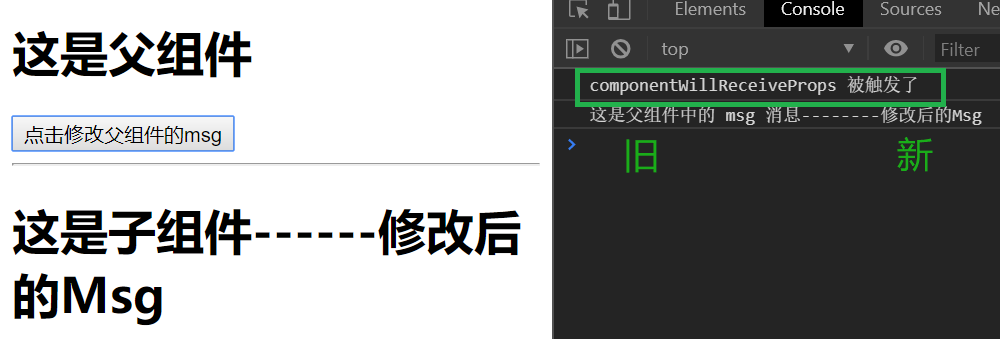 这是父组件
点击修改父组件的msg
这是子组件------修改后
的Msg
Elements Console Sources Ne
top Filter
componentWillReceiveProps 被触发了
这是父组件中的 msg 消息--------修改后的Msg
旧 新